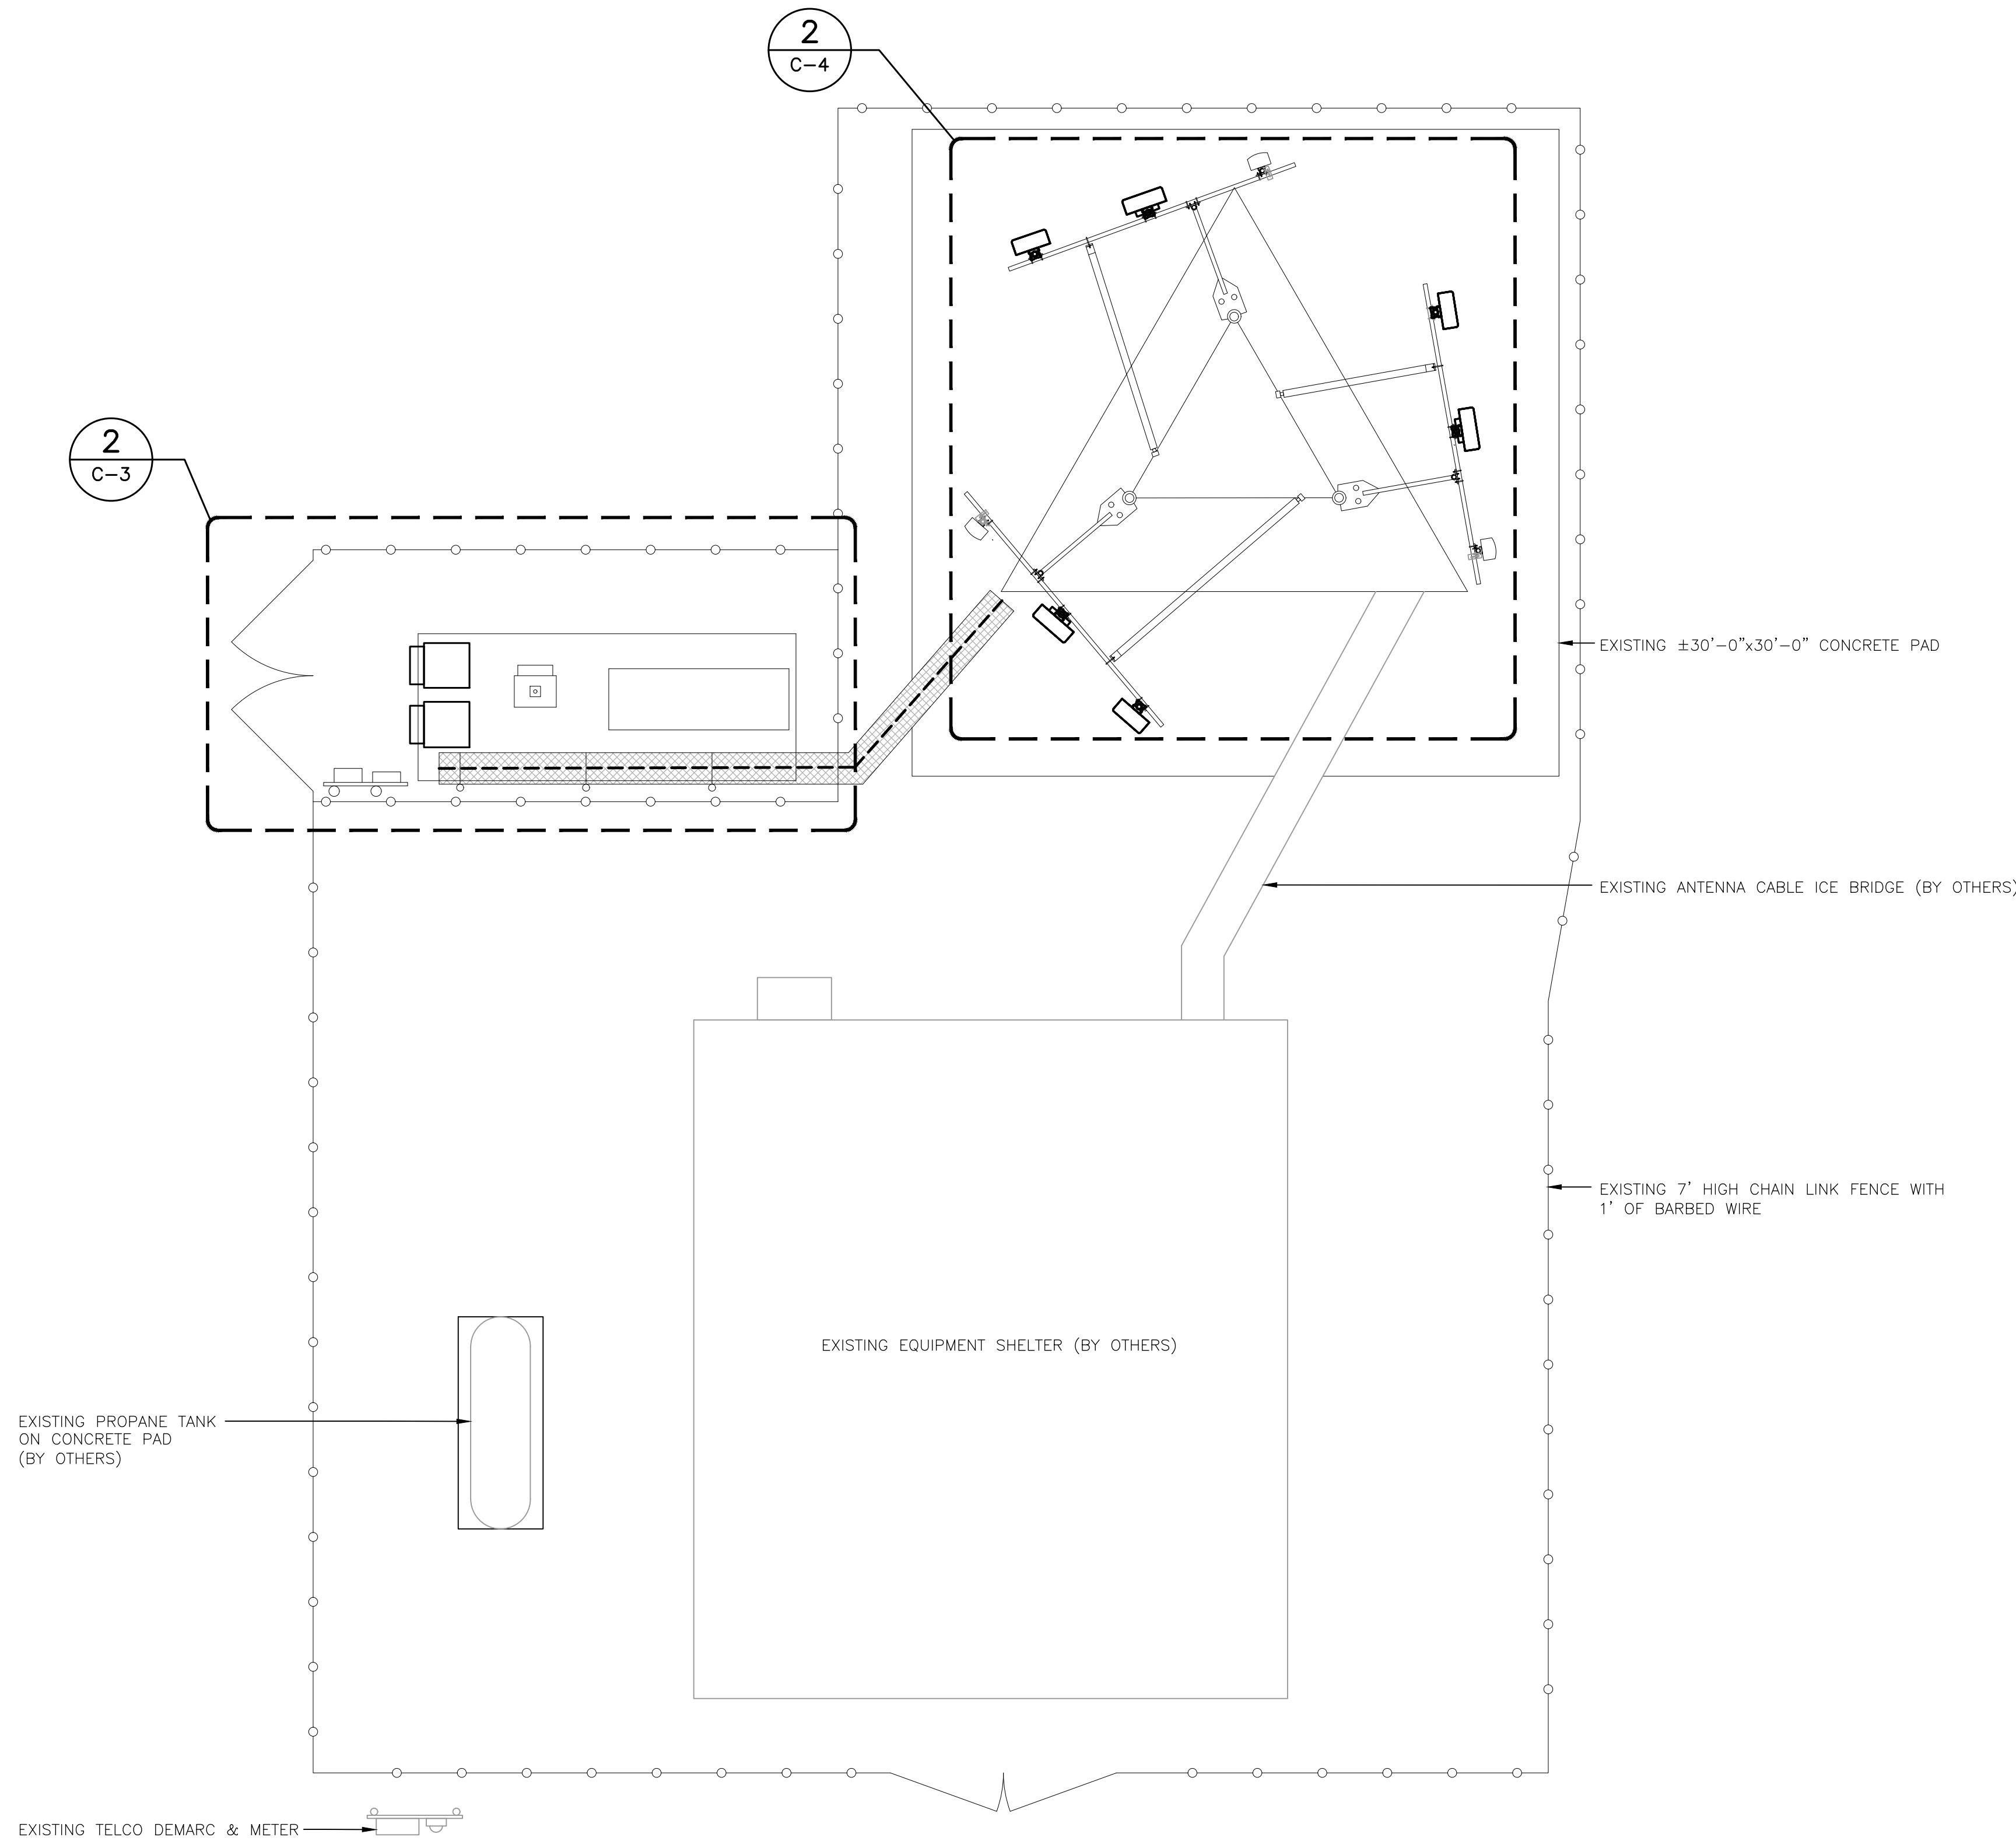 2
C-4
2
C-3
EXISTING ±30'-0"x30'-0" CONCRETE PAD
EXISTING ANTENNA CABLE ICE BRIDGE (BY OTHERS)
EXISTING 7' HIGH CHAIN LINK FENCE WITH
1' OF BARBED WIRE
EXISTING EQUIPMENT SHELTER (BY OTHERS)
EXISTING PROPANE TANK
ON CONCRETE PAD
(BY OTHERS)
EXISTING TELCO DEMARC & METER